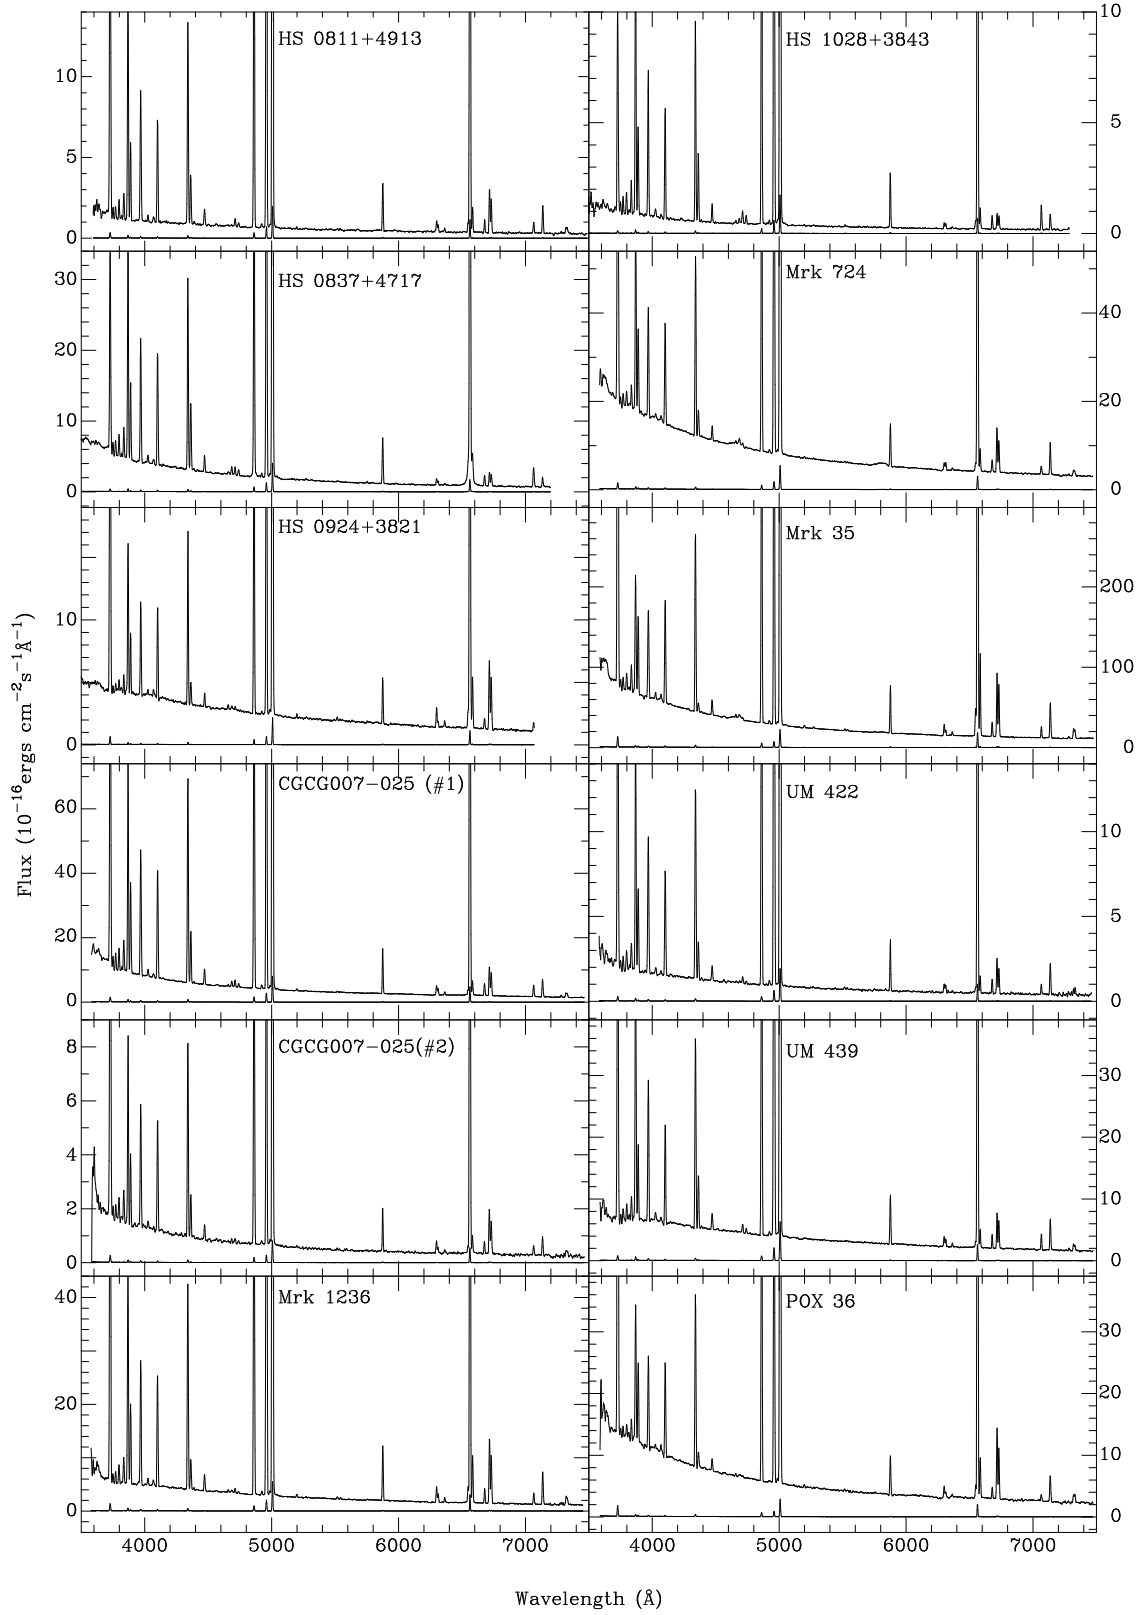 HS 0811+4913
HS 1028+3843
10
5
0
10
5
0
HS 0837+4717
Mrk 724
30
20
10
0
40
20
0
HS 0924+3821
Mrk 35
10
0
200
100
0
CGCG007−025 (#1)
UM 422
60
40
20
0
10
5
0
CGCG007−025(#2)
UM 439
8
6
4
2
0
30
20
10
0
Mrk 1236
POX 36
40
20
0
30
20
10
0
4000 5000 6000 7000
4000 5000 6000 7000
Wavelength (Å)
Flux (10−16ergs cm−2s−1Å−1)